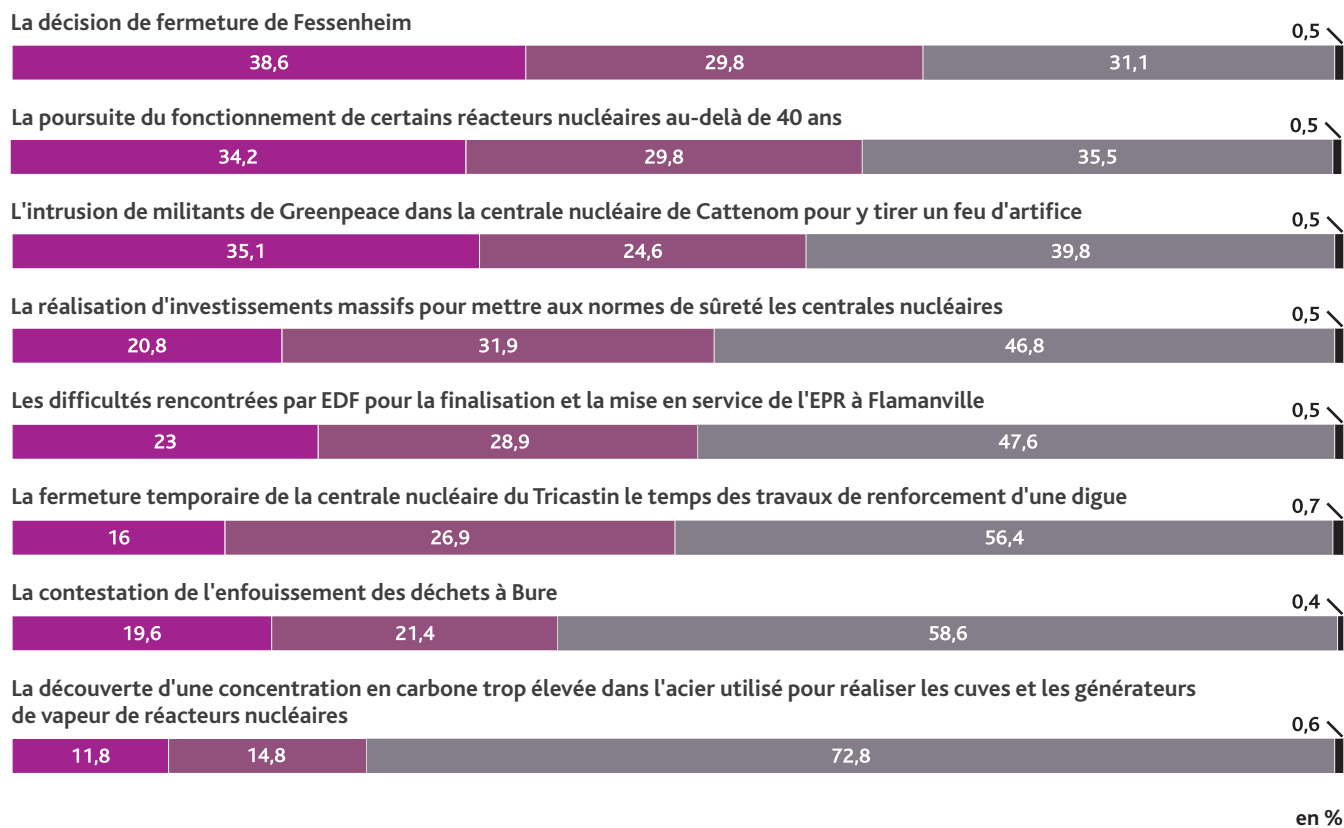 La décision de fermeture de Fessenheim
0,5
38,6 29,8 31,1
La poursuite du fonctionnement de certains réacteurs nucléaires au-delà de 40 ans
0,5
34,2 29,8 35,5
L'intrusion de militants de Greenpeace dans la centrale nucléaire de Cattenom pour y tirer un feu d'artifice
0,5
35,1 24,6 39,8
La réalisation d'investissements massifs pour mettre aux normes de sûreté les centrales nucléaires
0,5
20,8 31,9 46,8
Les difficultés rencontrées par EDF pour la finalisation et la mise en service de l'EPR à Flamanville
0,5
23 28,9 47,6
La fermeture temporaire de la centrale nucléaire du Tricastin le temps des travaux de renforcement d'une digue
0,7
16 26,9 56,4
La contestation de l'enfouissement des déchets à Bure
0,4
19,6 21,4 58,6
La découverte d'une concentration en carbone trop élevée dans l'acier utilisé pour réaliser les cuves et les générateurs
de vapeur de réacteurs nucléaires
0,6
11,8 14,8 72,8
en %